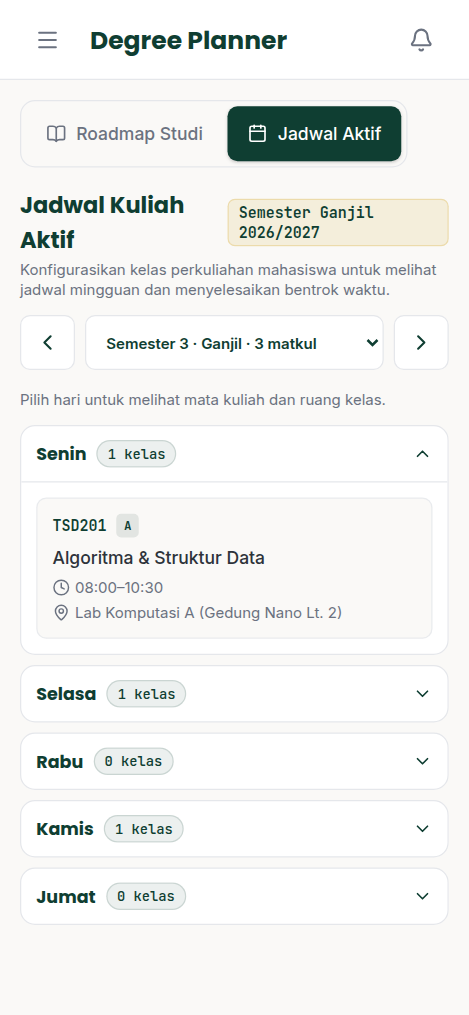 Degree Planner
Roadmap Studi
Jadwal Aktif
Jadwal Kuliah
Aktif
Semester Ganjil
2026/2027
Konfigurasikan kelas perkuliahan mahasiswa untuk melihat
jadwal mingguan dan menyelesaikan bentrok waktu.
Semester 3 · Ganjil · 3 matkul
Pilih hari untuk melihat mata kuliah dan ruang kelas.
Senin 1 kelas
TSD201 A
Algoritma & Struktur Data
08:00–10:30
Lab Komputasi A (Gedung Nano Lt. 2)
Selasa 1 kelas
Rabu 0 kelas
Kamis 1 kelas
Jumat 0 kelas